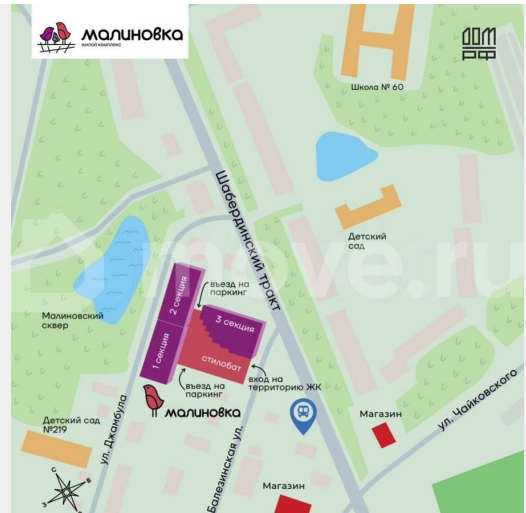 малиновка
жилой комплекс
ДОМ
РФ
Школа № 60
Шабердинский тракт
Детский
сад
move.ru
въезд на
паркинг
2 секция
3 секция
Малиновский
сквер
1 секция
стилобат
вход на
территорию ЖК
въезд на
паркинг
малиновка
Магазин
ул. Чайковского
Детский сад
№219
ул. Джамбула
Балезинская ул.
Магазин
С
В
З